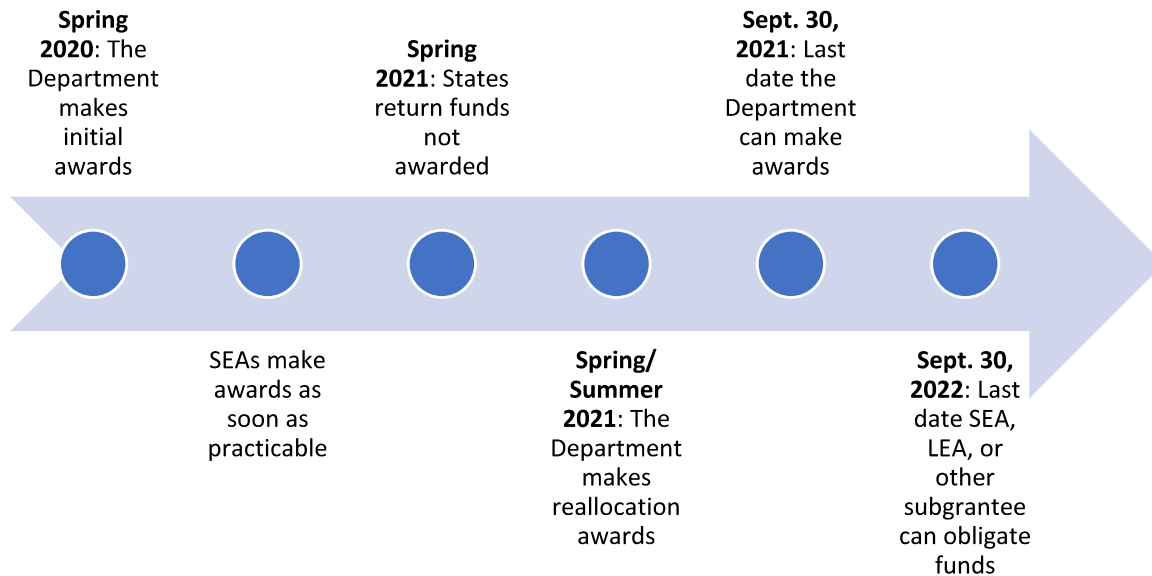 Spring
2020: The
Department
makes
initial
awards
SEAs make
awards as
soon as
practicable
Spring
2021: States
return funds
not
awarded
Spring/
Summer
2021: The
Department
makes
reallocation
awards
Sept. 30,
2021: Last
date the
Department
can make
awards
Sept. 30,
2022: Last
date SEA,
LEA, or
other
subgrantee
can obligate
funds